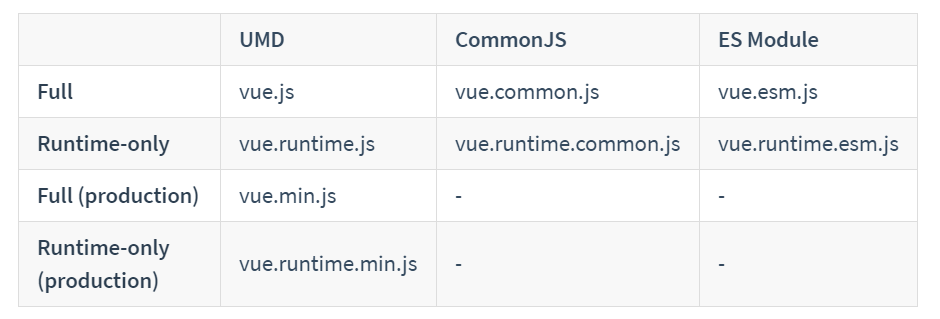 UMD CommonJS ES Module
Full vue.js vue.common.js vue.esm.js
Runtime-only vue.runtime.js vue.runtime.common.js vue.runtime.esm.js
Full (production) vue.min.js - -
Runtime-only
(production) vue.runtime.min.js - -